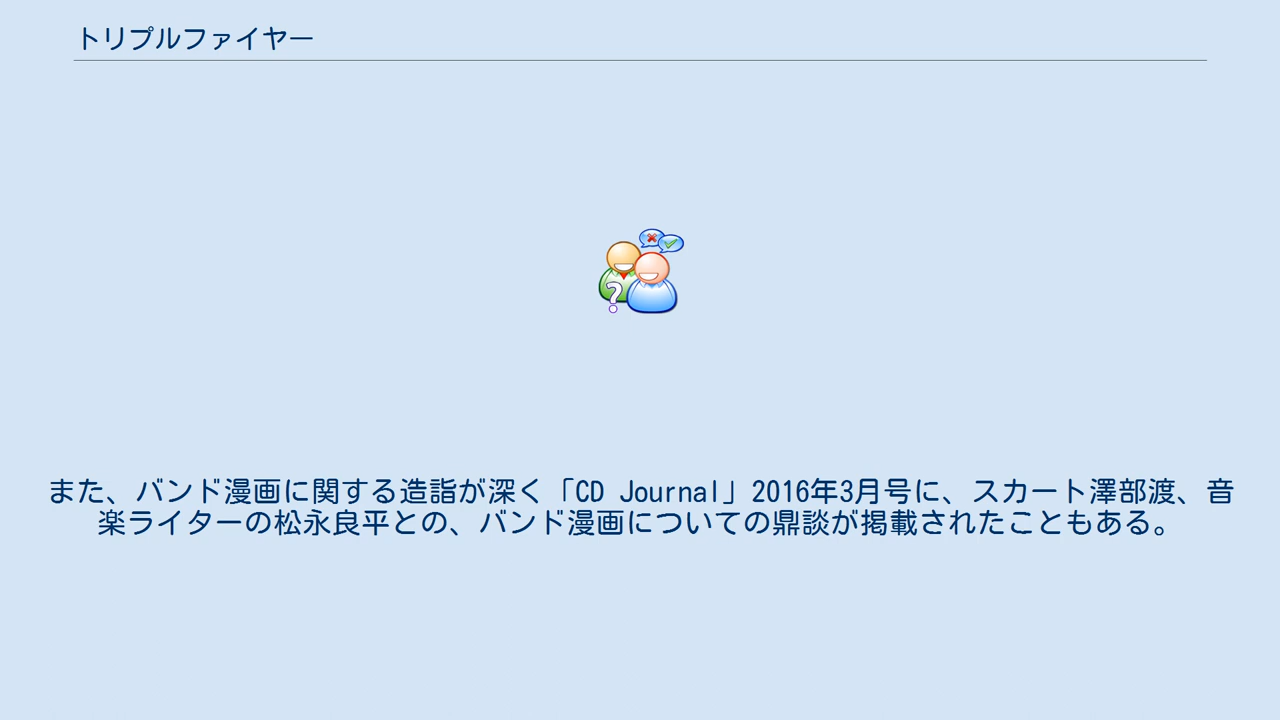 トリプルファイヤー
また、バンド漫画に関する造詣が深く「CD Journal」2016年3月号に、スカート澤部渡、音
楽ライターの松永良平との、バンド漫画についての鼎談が掲載されたこともある。